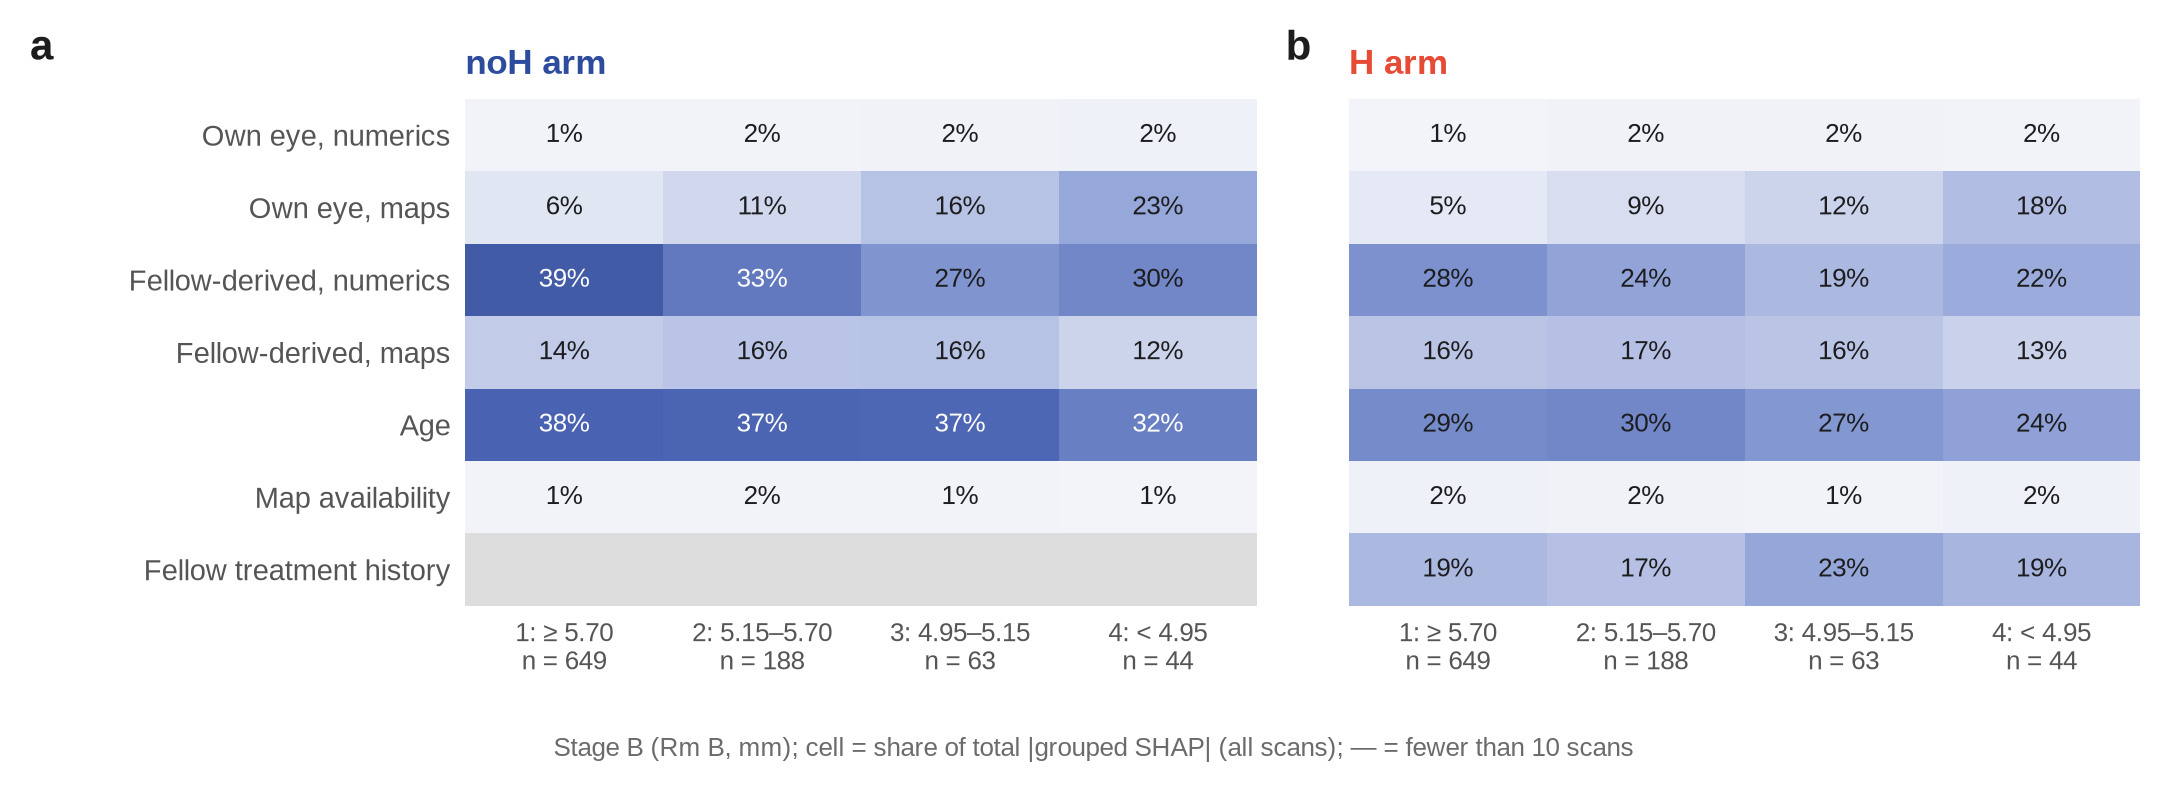 a
noH arm
b
H arm
Own eye, numerics 1% 2% 2% 2% 1% 2% 2% 2%
Own eye, maps 6% 11% 16% 23% 5% 9% 12% 18%
Fellow-derived, numerics 39% 33% 27% 30% 28% 24% 19% 22%
Fellow-derived, maps 14% 16% 16% 12% 16% 17% 16% 13%
Age 38% 37% 37% 32% 29% 30% 27% 24%
Map availability 1% 2% 1% 1% 2% 2% 1% 2%
Fellow treatment history 19% 17% 23% 19%
1: ≥ 5.70 2: 5.15–5.70 3: 4.95–5.15 4: < 4.95 1: ≥ 5.70 2: 5.15–5.70 3: 4.95–5.15 4: < 4.95
n = 649 n = 188 n = 63 n = 44 n = 649 n = 188 n = 63 n = 44
Stage B (Rm B, mm); cell = share of total |grouped SHAP| (all scans); — = fewer than 10 scans